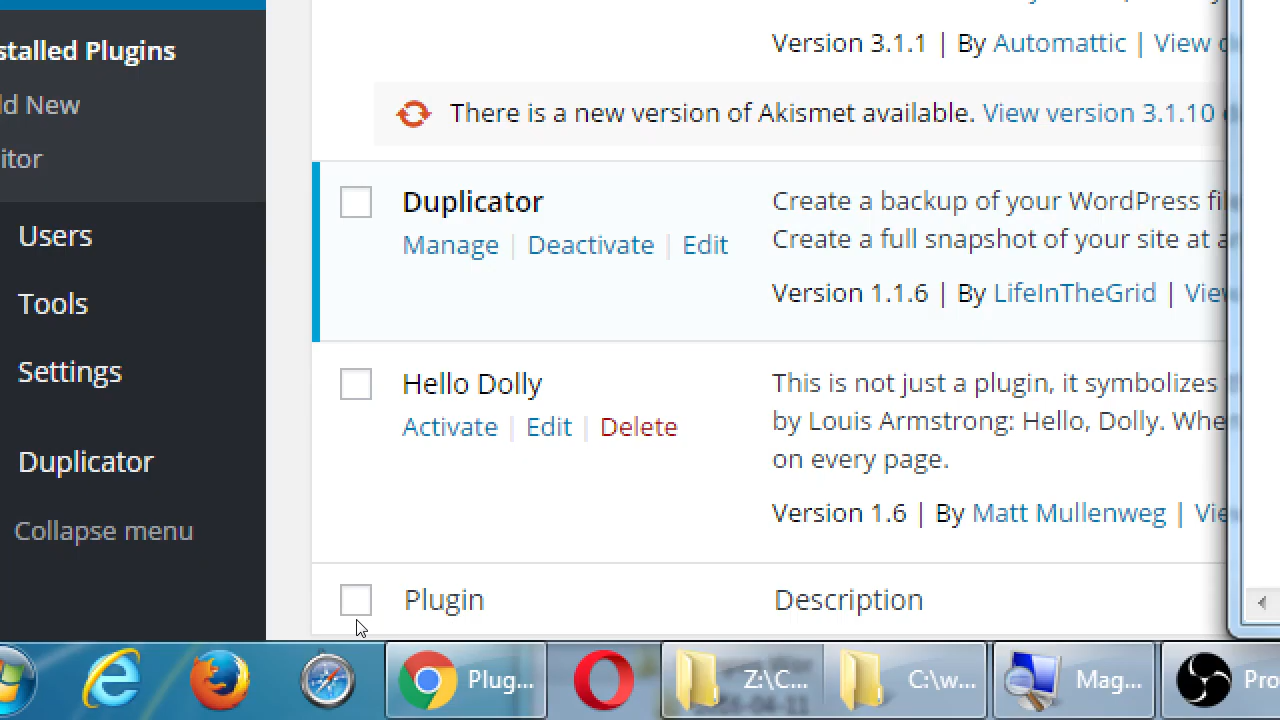 stalled Plugins
d New
itor
Users
Tools
Settings
Duplicator
Collapse menu
Version 3.1.1 | By Automattic | View
There is a new version of Akismet available. View version 3.1.10
Duplicator
Manage | Deactivate | Edit
Create a backup of your WordPress fil
Create a full snapshot of your site at a
Version 1.1.6 | By LifeInTheGrid | View
Hello Dolly
Activate | Edit | Delete
This is not just a plugin, it symbolizes
by Louis Armstrong: Hello, Dolly. Whe
on every page.
Version 1.6 | By Matt Mullenweg | Vie
Plugin
Description
Plug...
Z:\C...
C:\w...
Mag...
Pro